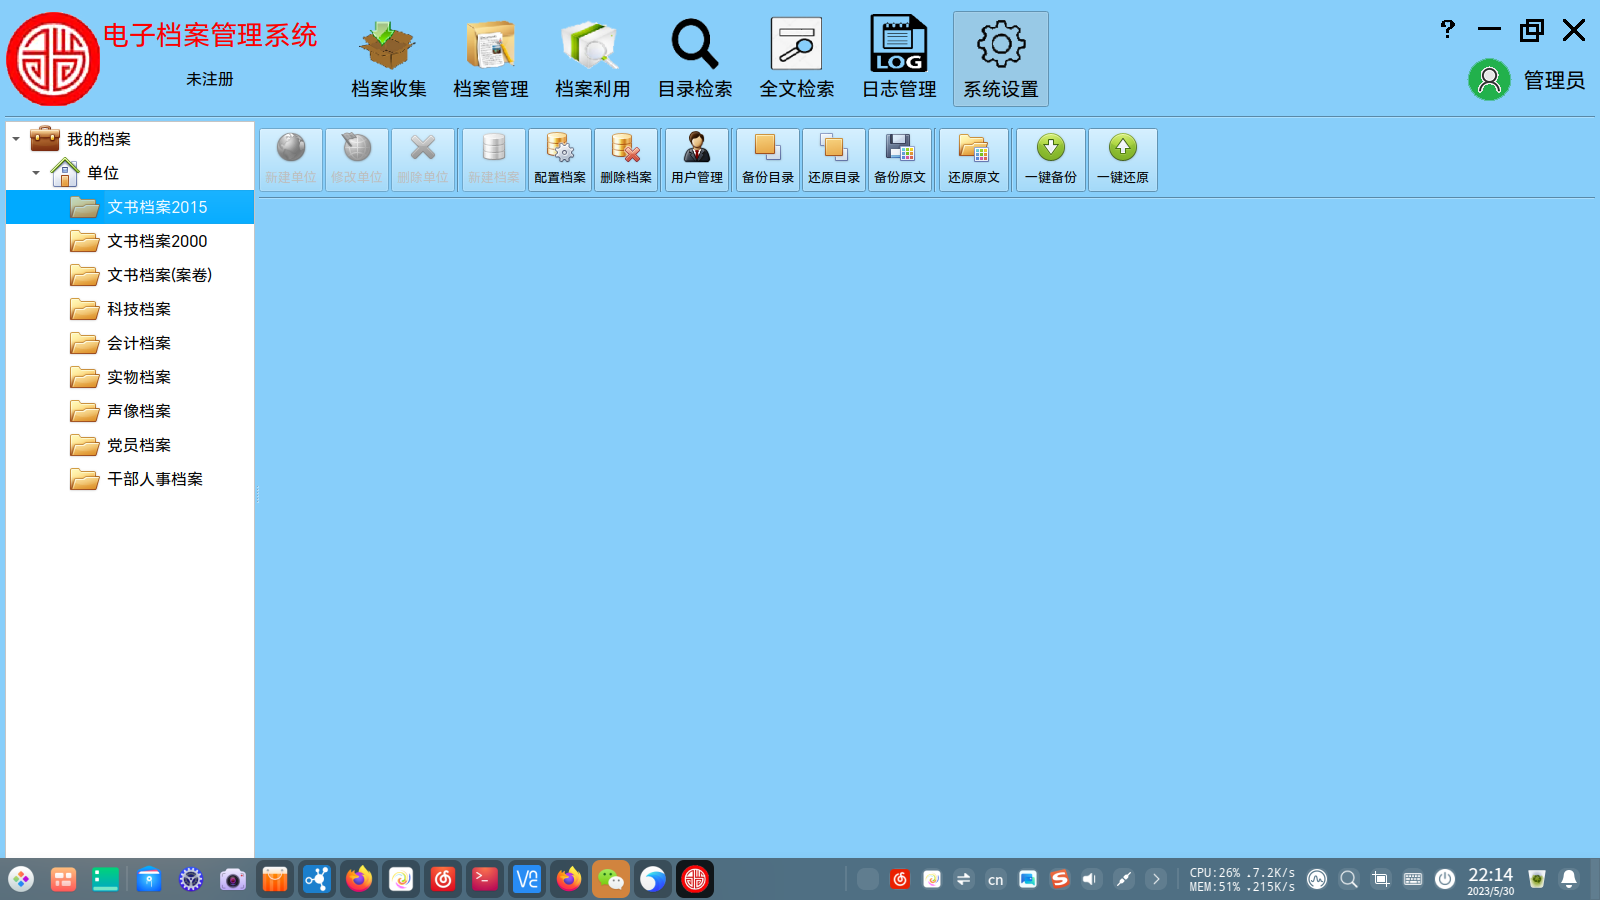 电子档案管理系统
未注册
档案收集
档案管理
档案利用
目录检索
全文检索
LOG
日志管理
系统设置
?
管理员
我的档案
单位
文书档案2015
文书档案2000
文书档案(案卷)
科技档案
会计档案
实物档案
声像档案
党员档案
干部人事档案
新建单位
修改单位
删除单位
新建档案
配置档案
删除档案
用户管理
备份目录
还原目录
备份原文
还原原文
一键备份
一键还原
cn
CPU:26% .7.2K/s
MEM:51% .215K/s
22:14
2023/5/30